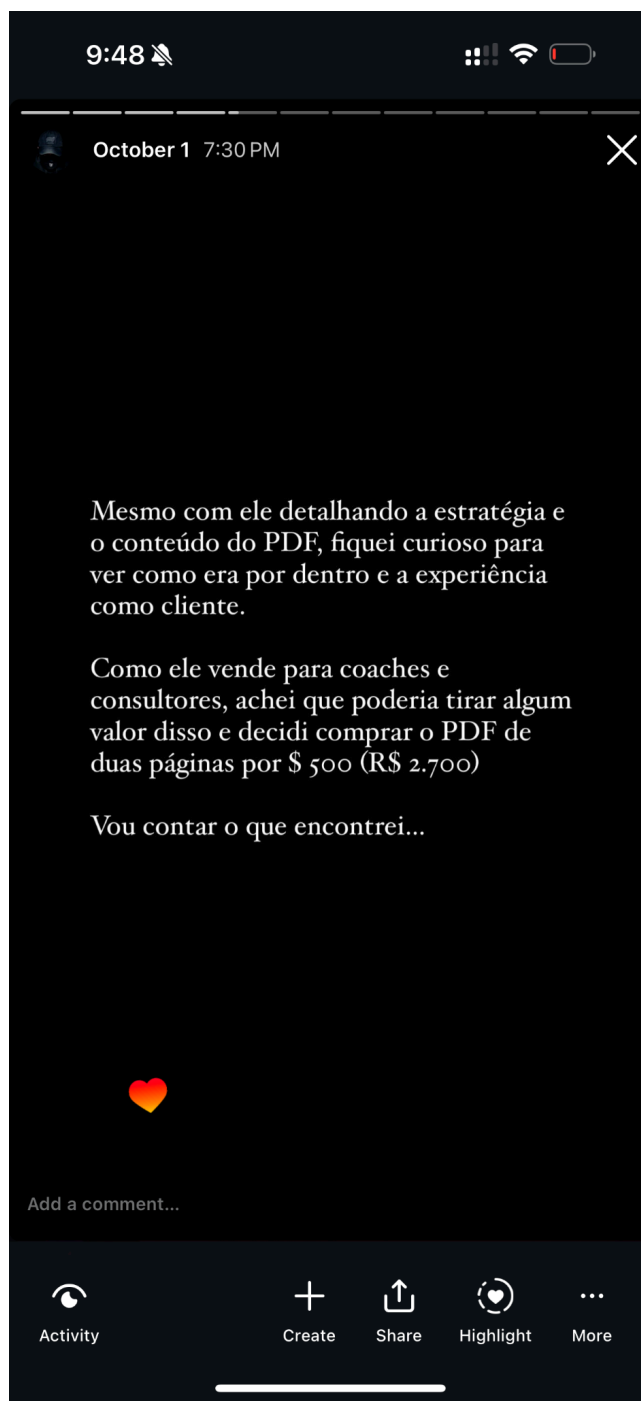 9:48
October 1 7:30 PM
Mesmo com ele detalhando a estratégia e
o conteúdo do PDF, fiquei curioso para
ver como era por dentro e a experiência
como cliente.
Como ele vende para coaches e
consultores, achei que poderia tirar algum
valor disso e decidi comprar o PDF de
duas páginas por $ 500 (R$ 2.700)
Vou contar o que encontrei...
Add a comment...
Activity
Create
Share
Highlight
More